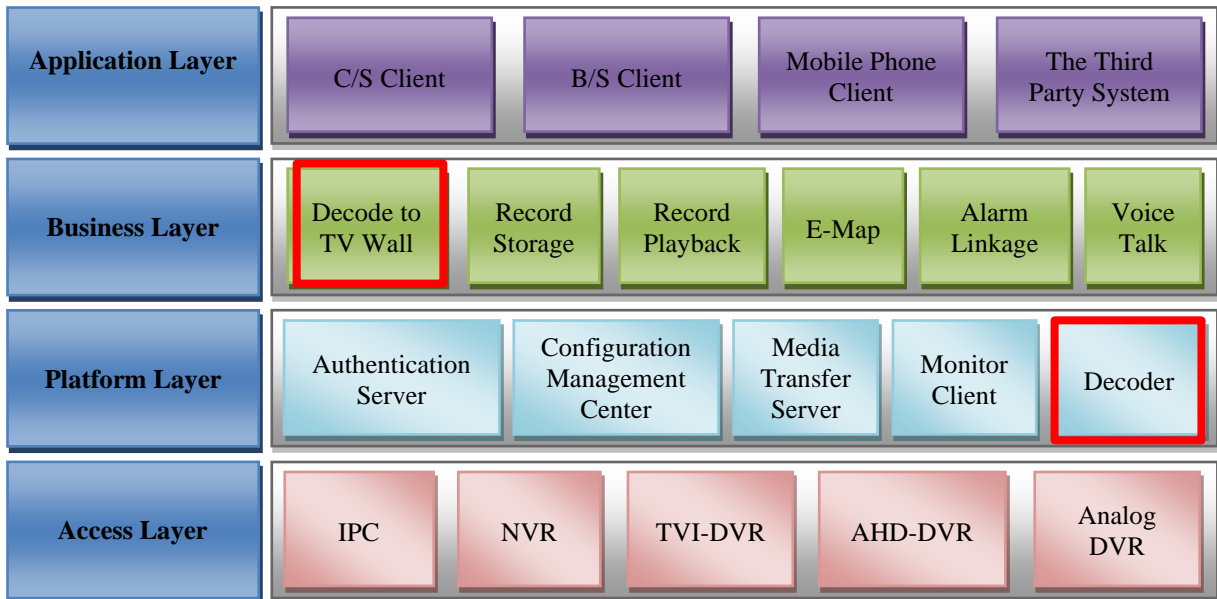 Application Layer
C/S Client
B/S Client
Mobile Phone
Client
The Third
Party System
Business Layer
Decode to
TV Wall
Record
Storage
Record
Playback
E-Map
Alarm
Linkage
Voice
Talk
Platform Layer
Authentication
Server
Configuration
Management
Center
Media
Transfer
Server
Monitor
Client
Decoder
Access Layer
IPC
NVR
TVI-DVR
AHD-DVR
Analog
DVR